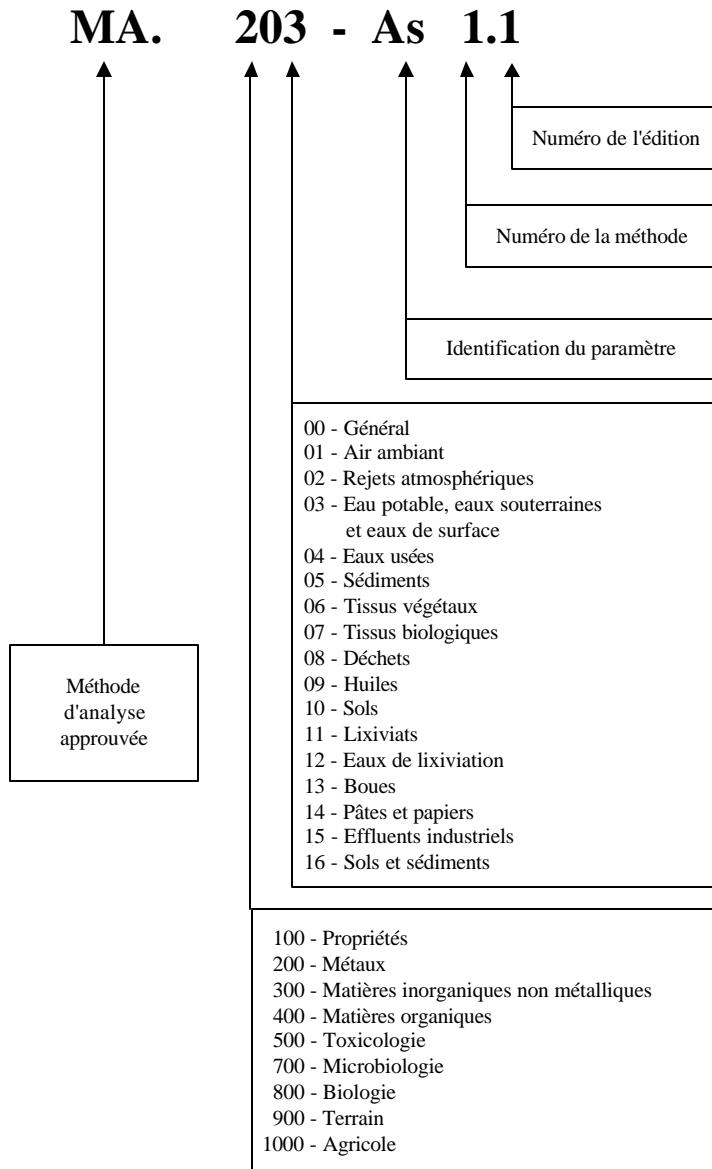 MA. 203 - As 1.1
Numéro de l'édition
Numéro de la méthode
Identification du paramètre
00 - Général
01 - Air ambiant
02 - Rejets atmosphériques
03 - Eau potable, eaux souterraines
et eaux de surface
04 - Eaux usées
05 - Sédiments
06 - Tissus végétaux
07 - Tissus biologiques
08 - Déchets
09 - Huiles
10 - Sols
11 - Lixiviats
12 - Eaux de lixiviation
13 - Boues
14 - Pâtes et papiers
15 - Effluents industriels
16 - Sols et sédiments
Méthode
d'analyse
approuvée
100 - Propriétés
200 - Métaux
300 - Matières inorganiques non métalliques
400 - Matières organiques
500 - Toxicologie
700 - Microbiologie
800 - Biologie
900 - Terrain
1000 - Agricole